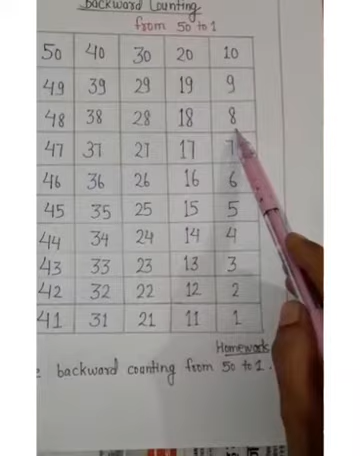 Backward Counting
from 50 to 1
50 40 30 20 10
49 39 29 19 9
48 38 28 18 8
47 37 27 17 7
46 36 26 16 6
45 35 25 15 5
44 34 24 14 4
43 33 23 13 3
42 32 22 12 2
41 31 21 11 1
Homework
backward counting from 50 to 1.